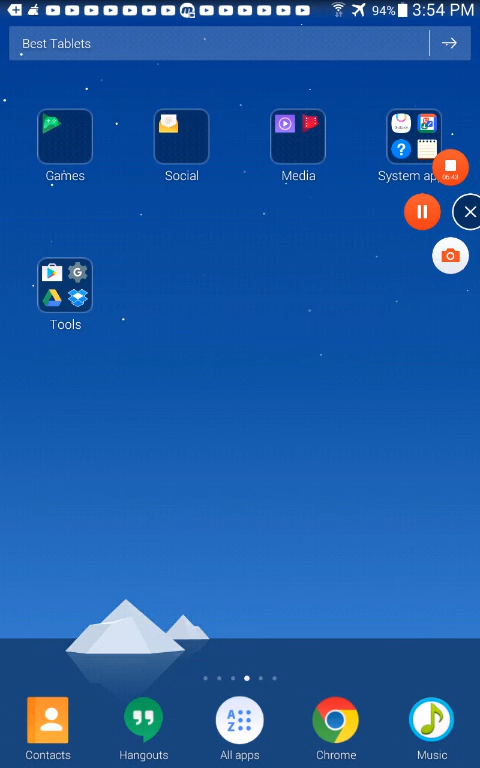 94% 3:54 PM
Best Tablets
Games
Social
Media
System ap
06:43
Tools
A
Z
Contacts
Hangouts
All apps
Chrome
Music